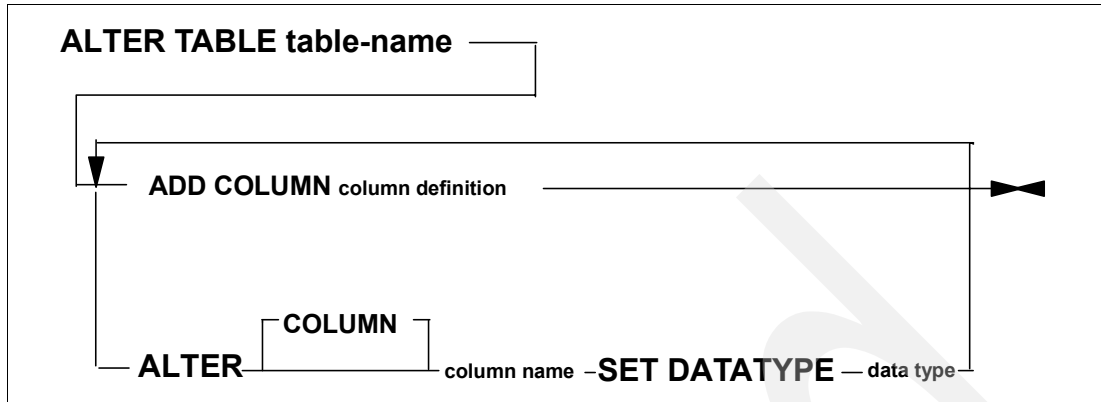 ALTER TABLE table-name
ADD COLUMN column definition
COLUMN
ALTER column name SET DATATYPE data type